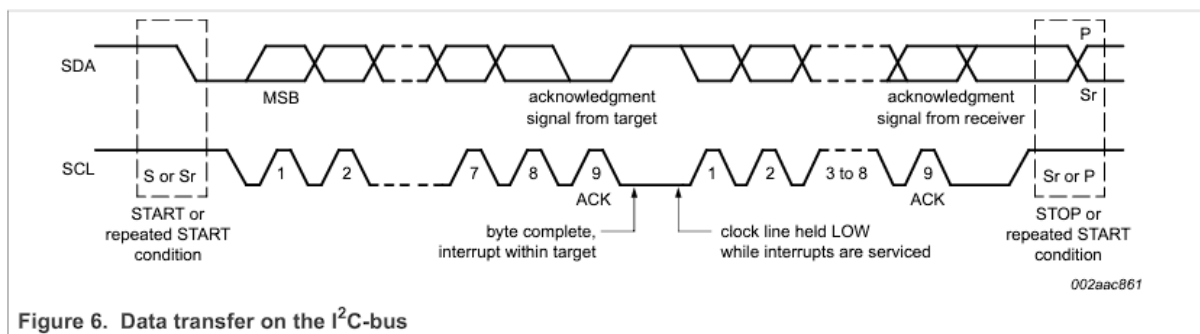 P
SDA
MSB
acknowledgment
signal from target
acknowledgment
signal from receiver
Sr
SCL
S or Sr
1
2
7
8
9
1
2
3 to 8
9
Sr or P
ACK
ACK
START or
repeated START
condition
byte complete,
interrupt within target
clock line held LOW
while interrupts are serviced
STOP or
repeated START
condition
002aac861
Figure 6. Data transfer on the I²C-bus